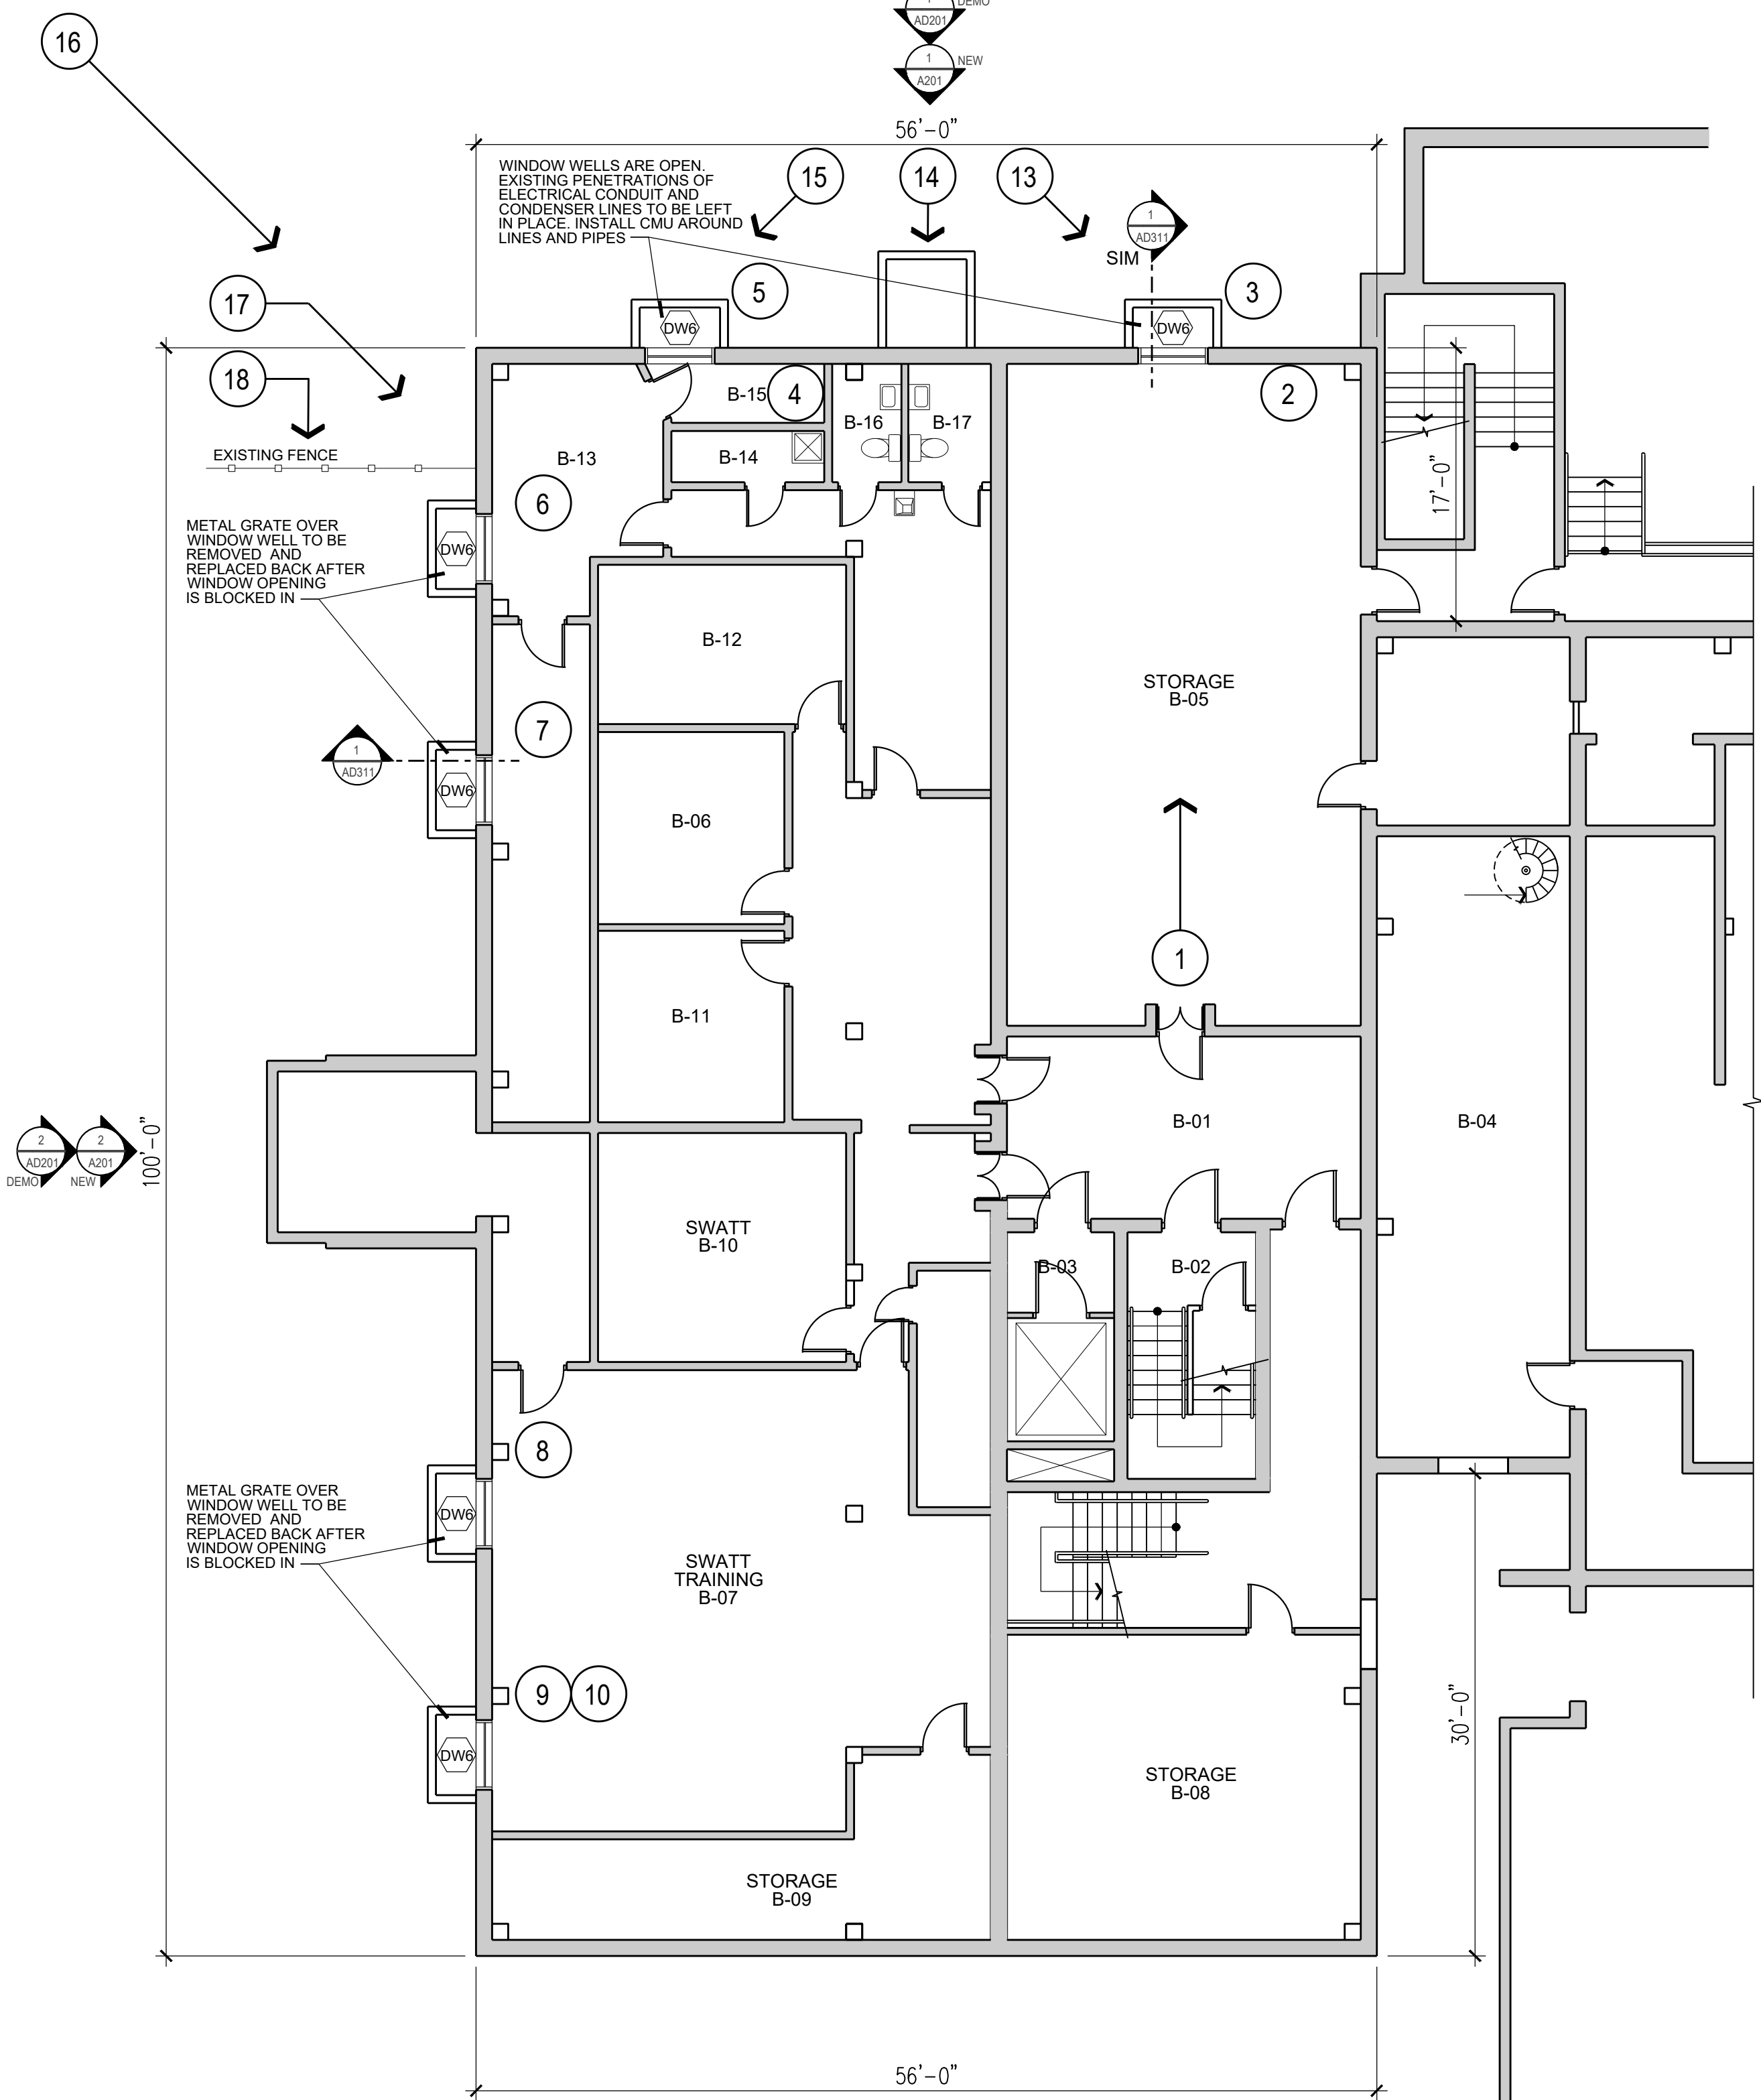 DEMO
1
AD201
1
NEW
A201
16
56'-0"
WINDOW WELLS ARE OPEN.
EXISTING PENETRATIONS OF
ELECTRICAL CONDUIT AND
CONDENSER LINES TO BE LEFT
IN PLACE. INSTALL CMU AROUND
LINES AND PIPES
15
14
13
1
AD311
SIM
17
5
3
DW6
DW6
18
B-15
4
2
B-16
B-17
EXISTING FENCE
B-13
B-14
17'-0"
6
METAL GRATE OVER
WINDOW WELL TO BE
REMOVED AND
REPLACED BACK AFTER
WINDOW OPENING
IS BLOCKED IN
DW6
B-12
STORAGE
B-05
7
1
AD311
DW6
B-06
1
B-11
B-01
B-04
2
AD201
DEMO
2
A201
NEW
100'-0"
SWATT
B-10
B-03
B-02
8
METAL GRATE OVER
WINDOW WELL TO BE
REMOVED AND
REPLACED BACK AFTER
WINDOW OPENING
IS BLOCKED IN
DW6
SWATT
TRAINING
B-07
9
10
30'-0"
DW6
STORAGE
B-08
STORAGE
B-09
56'-0"